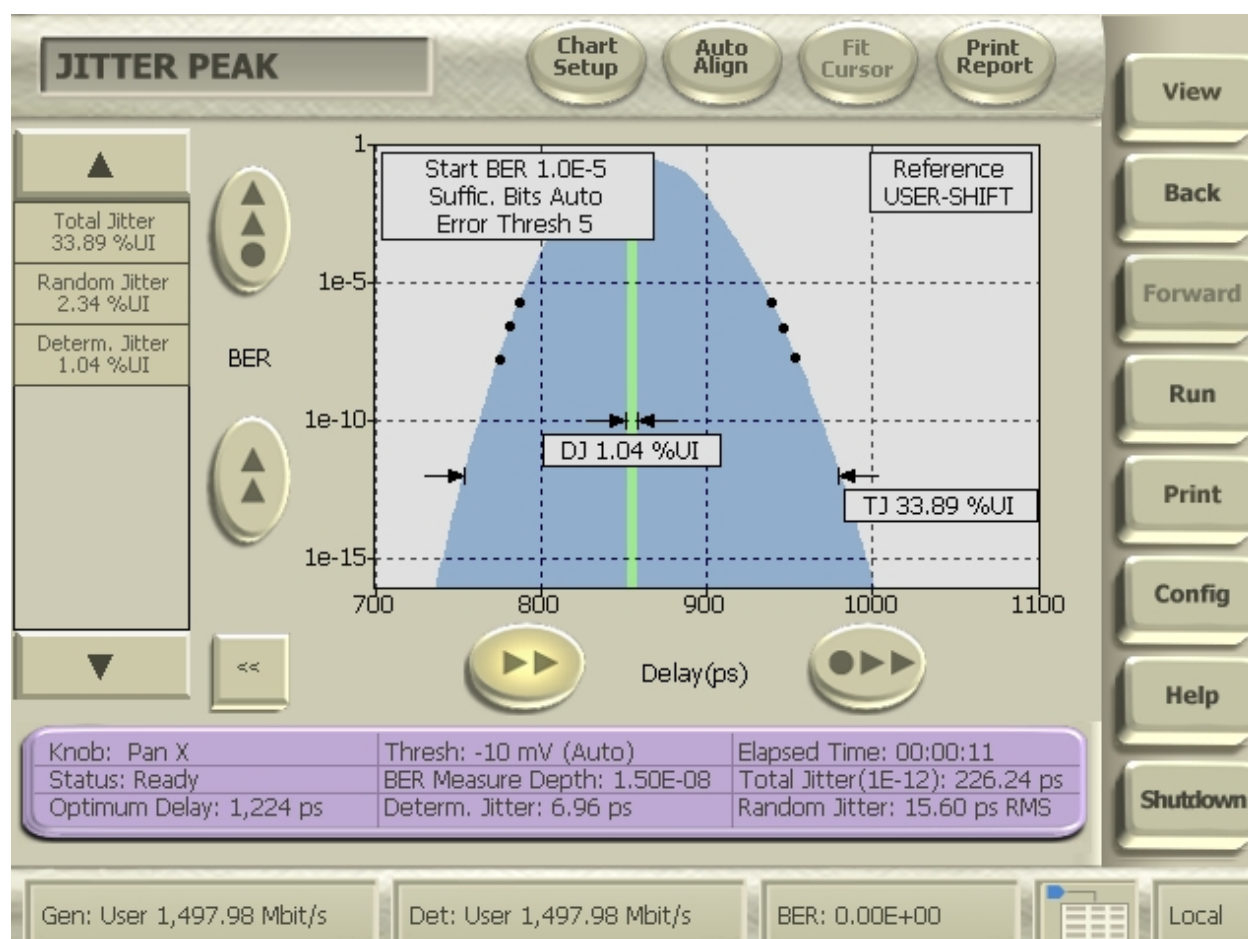 JITTER PEAK
Chart
Setup
Auto
Align
Fit
Cursor
Print
Report
View
Back
Forward
Run
Print
Config
Help
Shutdown
Total Jitter
33.89 %UI
Random Jitter
2.34 %UI
Determ. Jitter
1.04 %UI
BER
<<
1
1e-5
1e-10
1e-15
Start BER 1.0E-5
Suffic. Bits Auto
Error Thresh 5
Reference
USER-SHIFT
DJ 1.04 %UI
TJ 33.89 %UI
700 800 900 1000 1100
Delay(ps)
Knob: Pan X Thresh: -10 mV (Auto) Elapsed Time: 00:00:11
Status: Ready BER Measure Depth: 1.50E-08 Total Jitter(1E-12): 226.24 ps
Optimum Delay: 1,224 ps Determ. Jitter: 6.96 ps Random Jitter: 15.60 ps RMS
Gen: User 1,497.98 Mbit/s Det: User 1,497.98 Mbit/s BER: 0.00E+00 Local